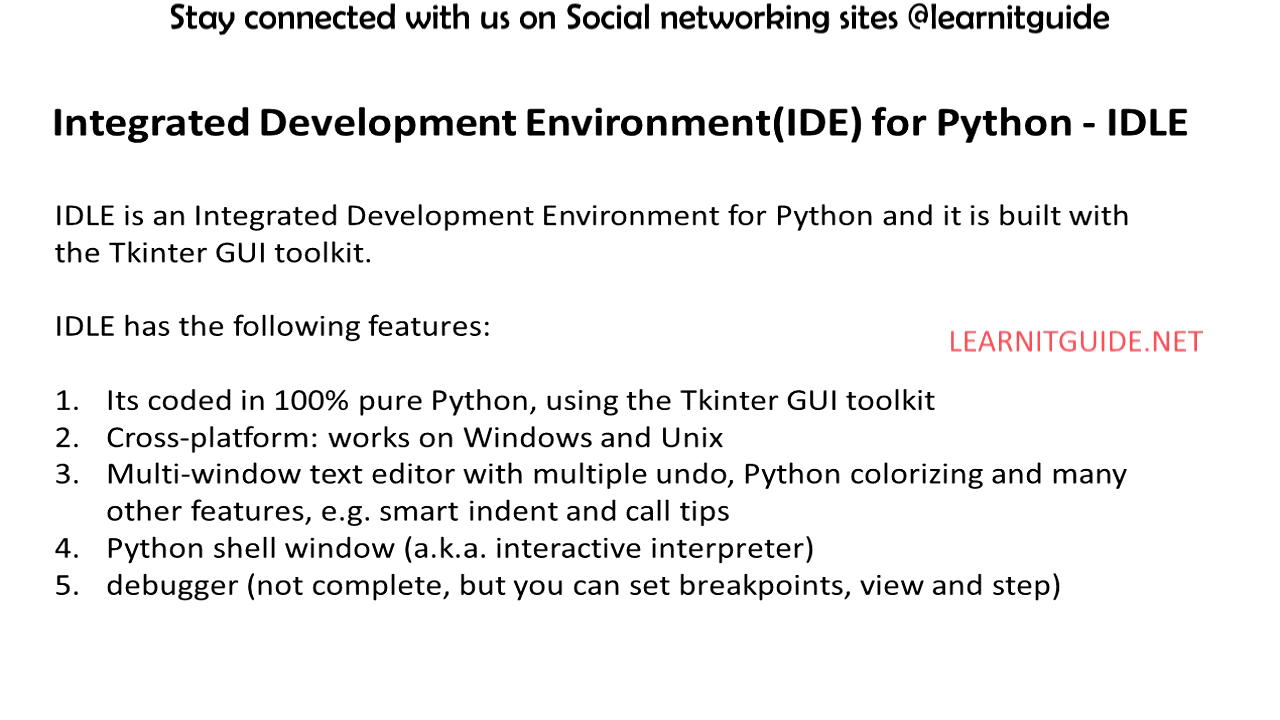 Stay connected with us on Social networking sites @learnitguide
Integrated Development Environment(IDE) for Python - IDLE
IDLE is an Integrated Development Environment for Python and it is built with
the Tkinter GUI toolkit.
IDLE has the following features:
LEARNITGUIDE.NET
1. Its coded in 100% pure Python, using the Tkinter GUI toolkit
2. Cross-platform: works on Windows and Unix
3. Multi-window text editor with multiple undo, Python colorizing and many
other features, e.g. smart indent and call tips
4. Python shell window (a.k.a. interactive interpreter)
5. debugger (not complete, but you can set breakpoints, view and step)